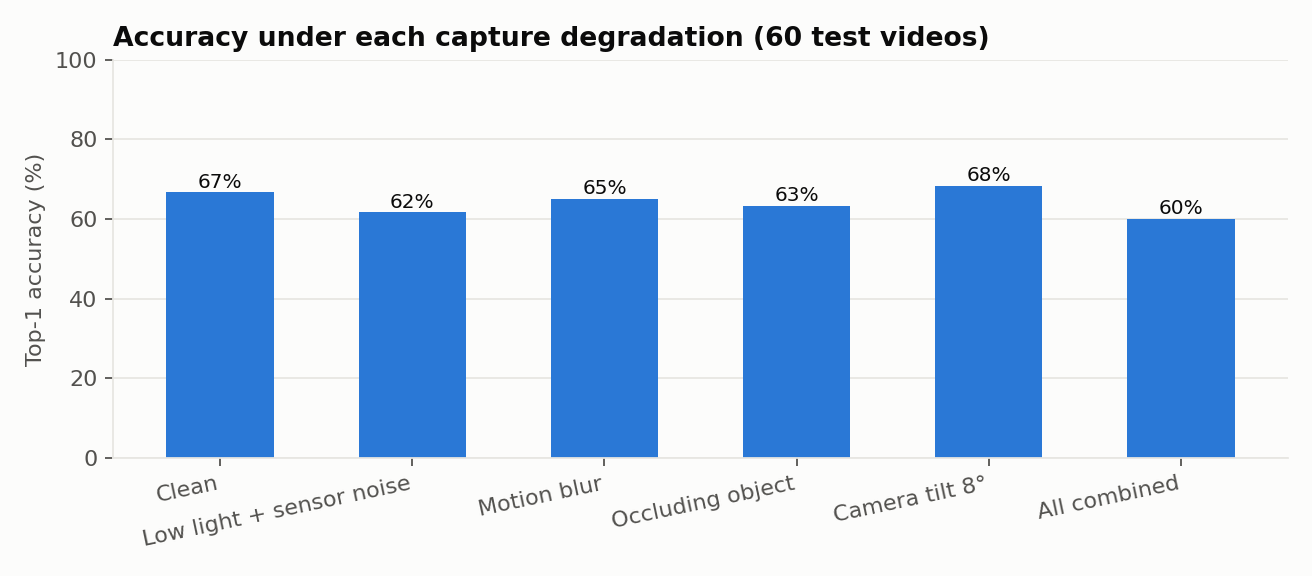 Accuracy under each capture degradation (60 test videos)
Top-1 accuracy (%)
100
80
60
40
20
0
67%
62%
65%
63%
68%
60%
Clean
Low light + sensor noise
Motion blur
Occluding object
Camera tilt 8°
All combined